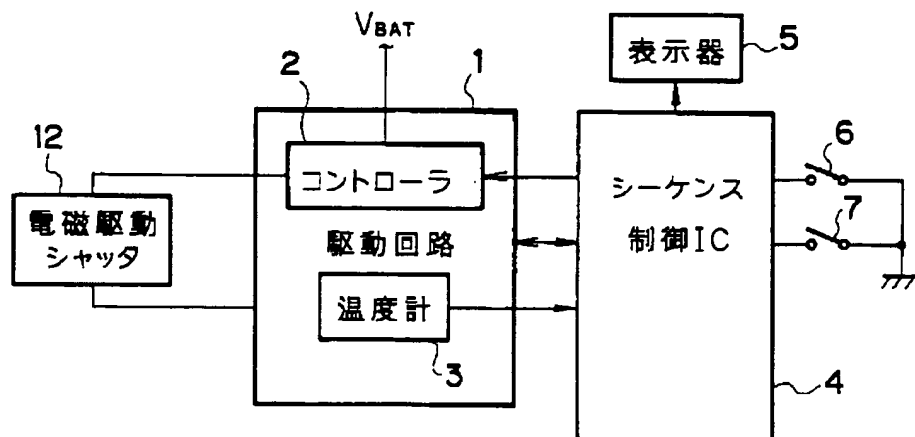 VBAT
表示器
5
2
1
12
6
コントローラ
シーケンス
制御IC
電磁駆動
シャッタ
駆動回路
7
温度計
3
4